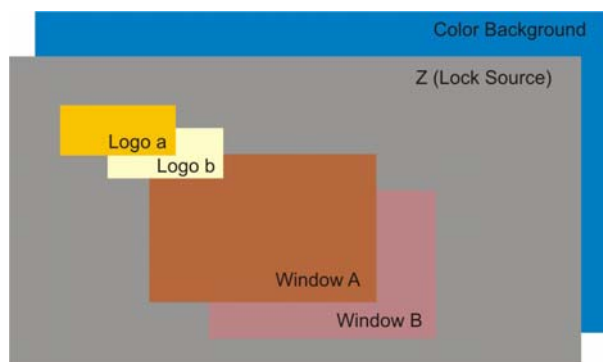 Color Background
Z (Lock Source)
Logo a
Logo b
Window A
Window B